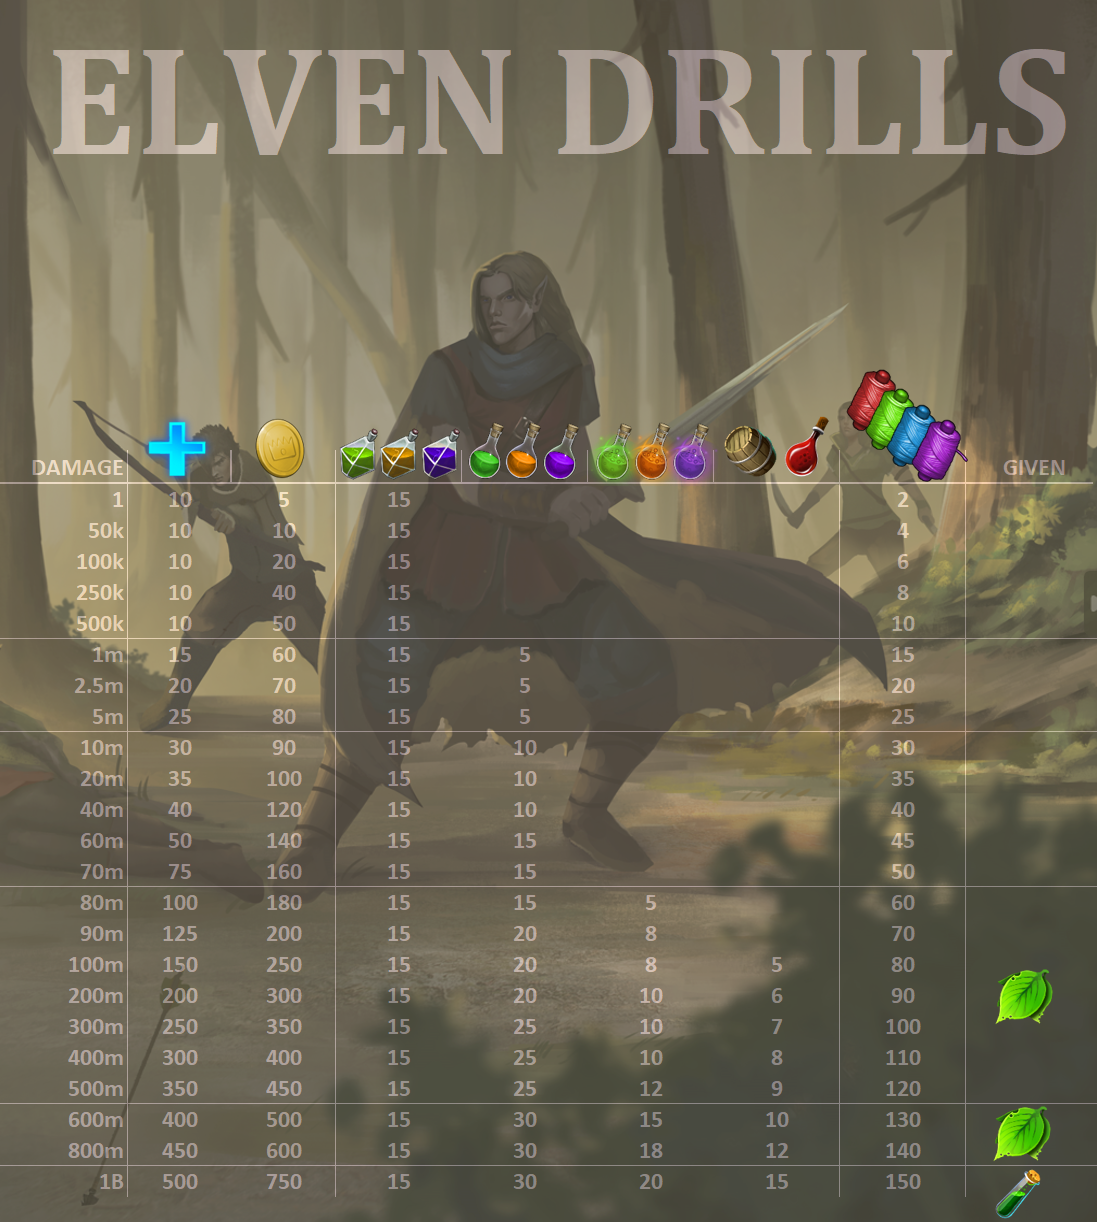 ELVEN DRILLS
DAMAGE GIVEN
1 10 5 15 2
50k 10 10 15 4
100k 10 20 15 6
250k 10 40 15 8
500k 10 50 15 10
1m 15 60 15 5 15
2.5m 20 70 15 5 20
5m 25 80 15 5 25
10m 30 90 15 10 30
20m 35 100 15 10 35
40m 40 120 15 10 40
60m 50 140 15 15 45
70m 75 160 15 15 50
80m 100 180 15 15 5 60
90m 125 200 15 20 8 70
100m 150 250 15 20 8 5 80
200m 200 300 15 20 10 6 90
300m 250 350 15 25 10 7 100
400m 300 400 15 25 10 8 110
500m 350 450 15 25 12 9 120
600m 400 500 15 30 15 10 130
800m 450 600 15 30 18 12 140
1B 500 750 15 30 20 15 150